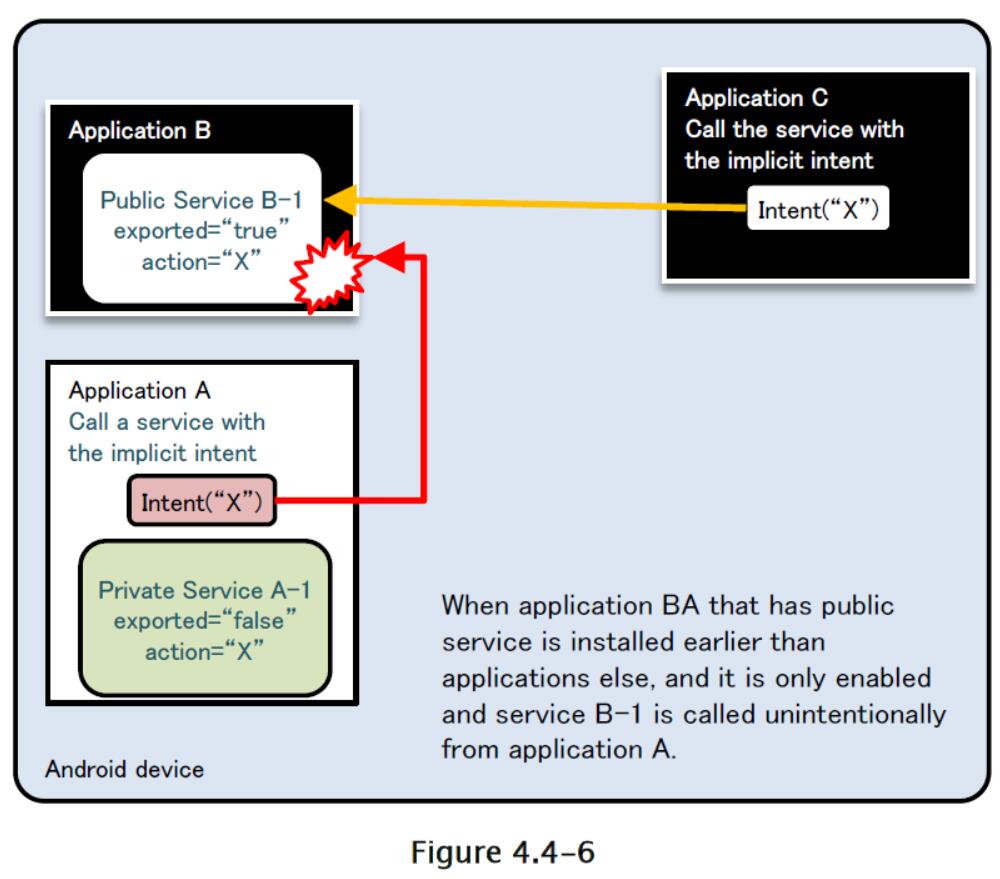 Application B
Public Service B-1
exported=“true”
action=“X”
Application C
Call the service with
the implicit intent
Intent(“X”)
Application A
Call a service with
the implicit intent
Intent(“X”)
Private Service A-1
exported=“false”
action=“X”
When application BA that has public
service is installed earlier than
applications else, and it is only enabled
and service B-1 is called unintentionally
from application A.
Android device
Figure 4.4-6